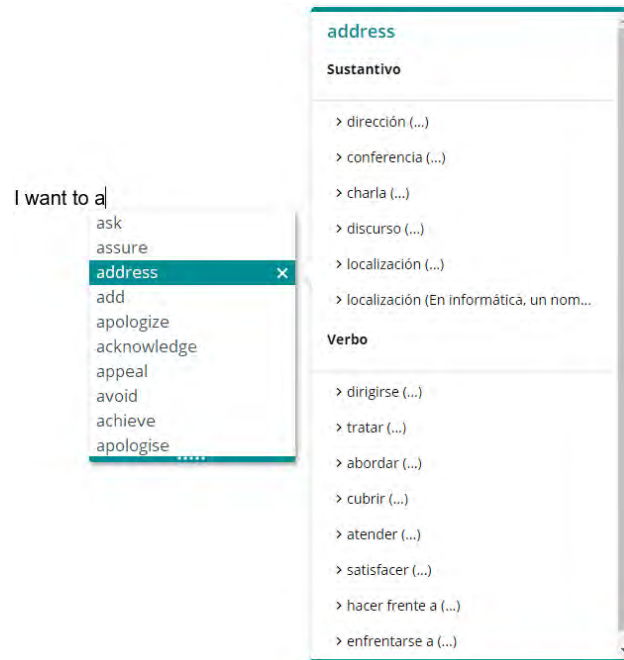 I want to a
ask
assure
address ×
add
apologize
acknowledge
appeal
avoid
achieve
apologise
address
Sustantivo
> dirección (...)
> conferencia (...)
> charla (...)
> discurso (...)
> localización (...)
> localización (En informática, un nom...
Verbo
> dirigirse (...)
> tratar (...)
> abordar (...)
> cubrir (...)
> atender (...)
> satisfacer (...)
> hacer frente a (...)
> enfrentarse a (...)